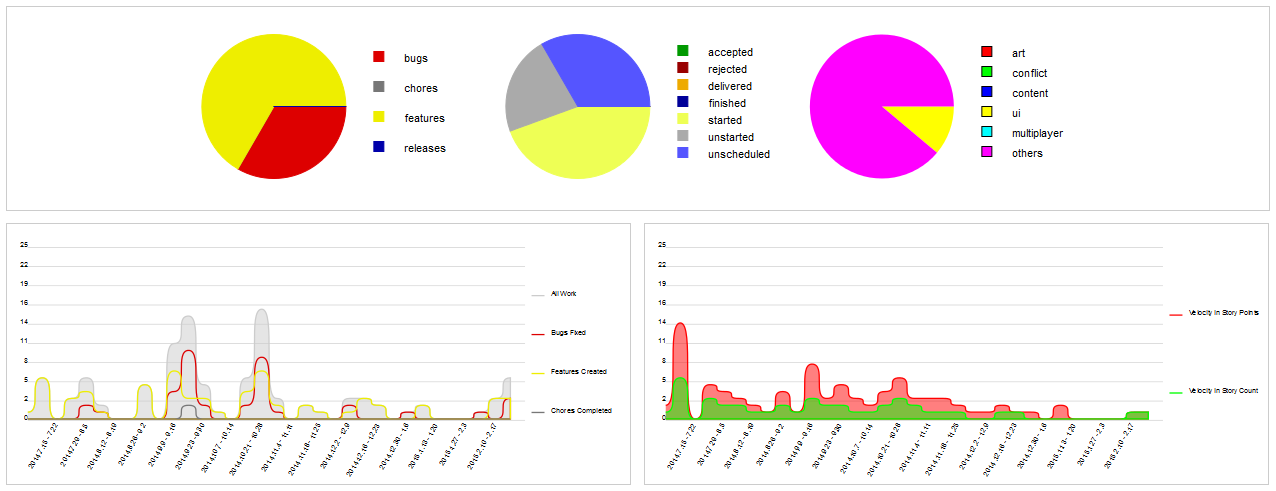 bugs
chores
features
releases
accepted
rejected
delivered
finished
started
unstarted
unscheduled
art
conflict
content
ui
multiplayer
others
25
22
19
16
14
11
8
5
2
0
All Work
Bugs Fixed
Features Created
Chores Completed
2014.7.15 - 7.22
2014.7.29 - 8.5
2014.8.12 - 8.19
2014.8.26 - 9.2
2014.9.9 - 9.16
2014.9.23 - 9.30
2014.10.7 - 10.14
2014.10.21 - 10.28
2014.11.4 - 11.11
2014.11.18 - 11.25
2014.12.2 - 12.9
2014.12.16 - 12.23
2014.12.30 - 1.6
2015.1.13 - 1.20
2015.1.27 - 2.3
2015.2.10 - 2.17
25
22
19
16
14
11
8
5
2
0
Velocity in Story Points
Velocity in Story Count
2014.7.15 - 7.22
2014.7.29 - 8.5
2014.8.12 - 8.19
2014.8.26 - 9.2
2014.9.9 - 9.16
2014.9.23 - 9.30
2014.10.7 - 10.14
2014.10.21 - 10.28
2014.11.4 - 11.11
2014.11.18 - 11.25
2014.12.2 - 12.9
2014.12.16 - 12.23
2014.12.30 - 1.6
2015.1.13 - 1.20
2015.1.27 - 2.3
2015.2.10 - 2.17